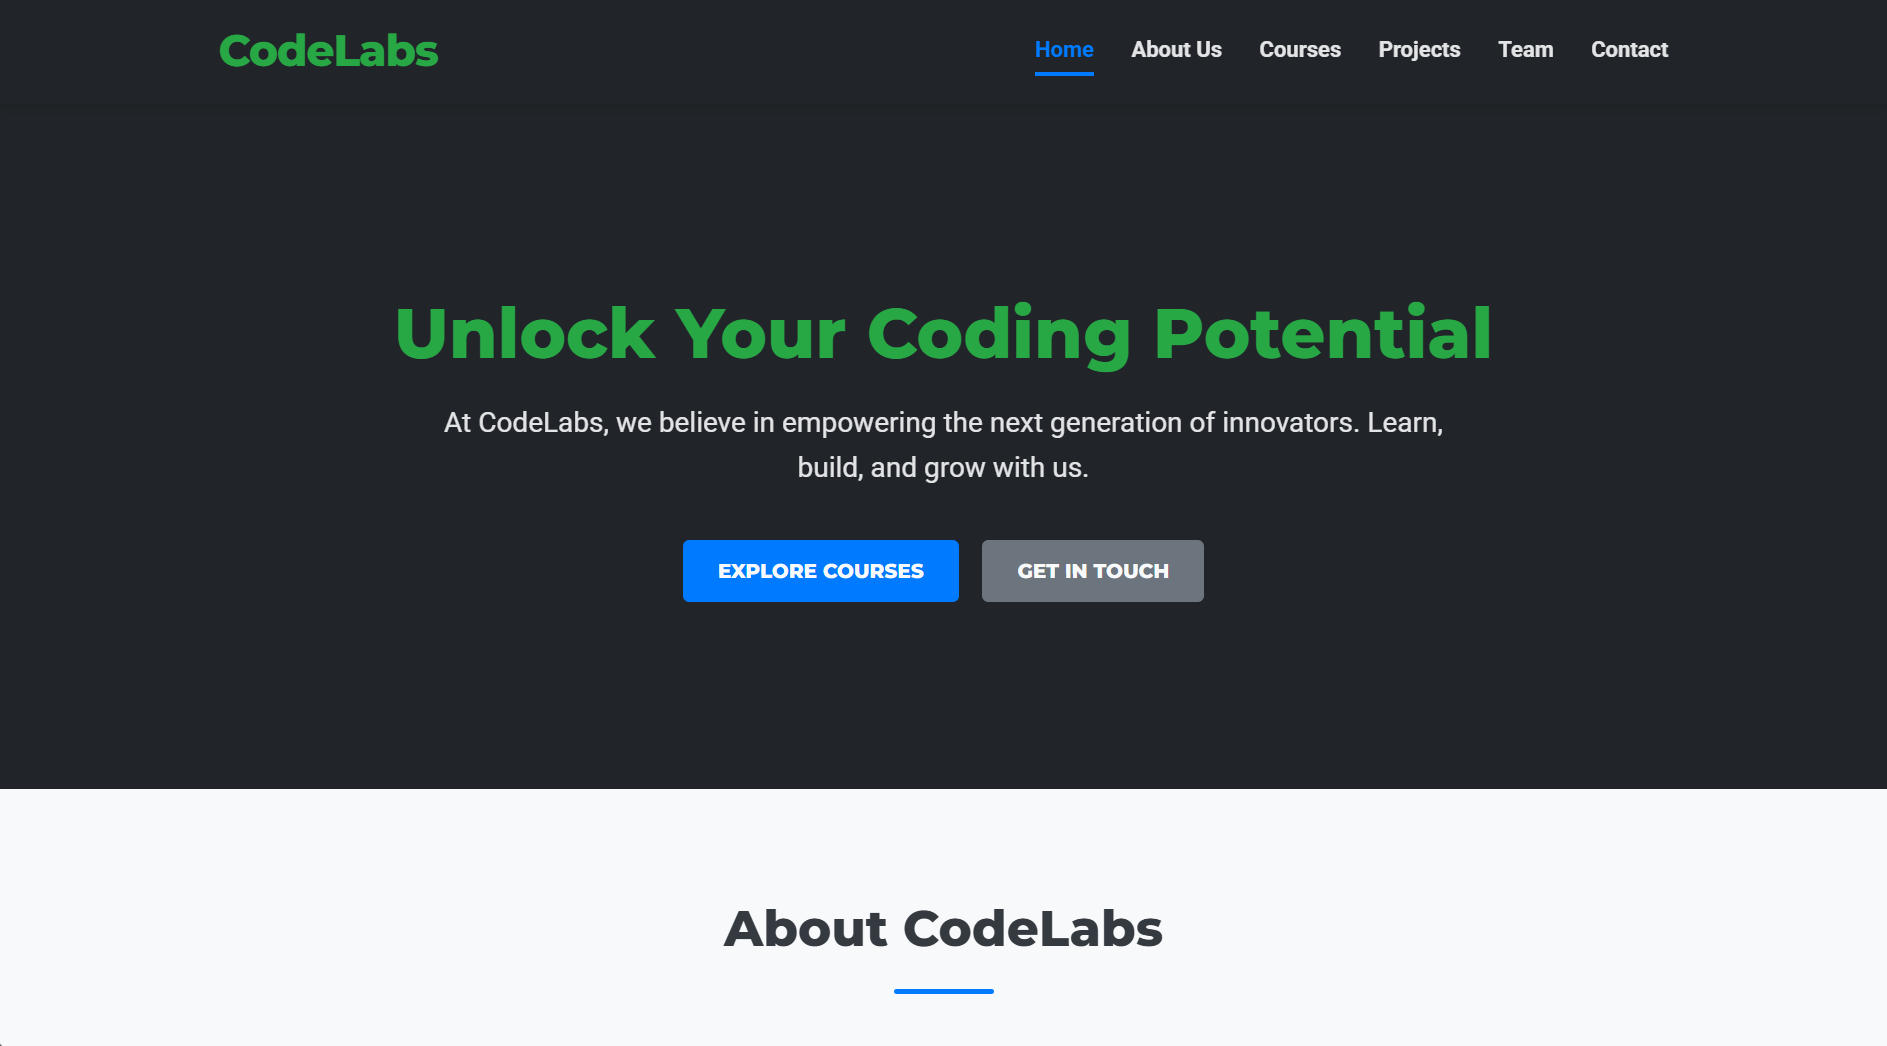 CodeLabs
Home About Us Courses Projects Team Contact
Unlock Your Coding Potential
At CodeLabs, we believe in empowering the next generation of innovators. Learn,
build, and grow with us.
EXPLORE COURSES GET IN TOUCH
About CodeLabs